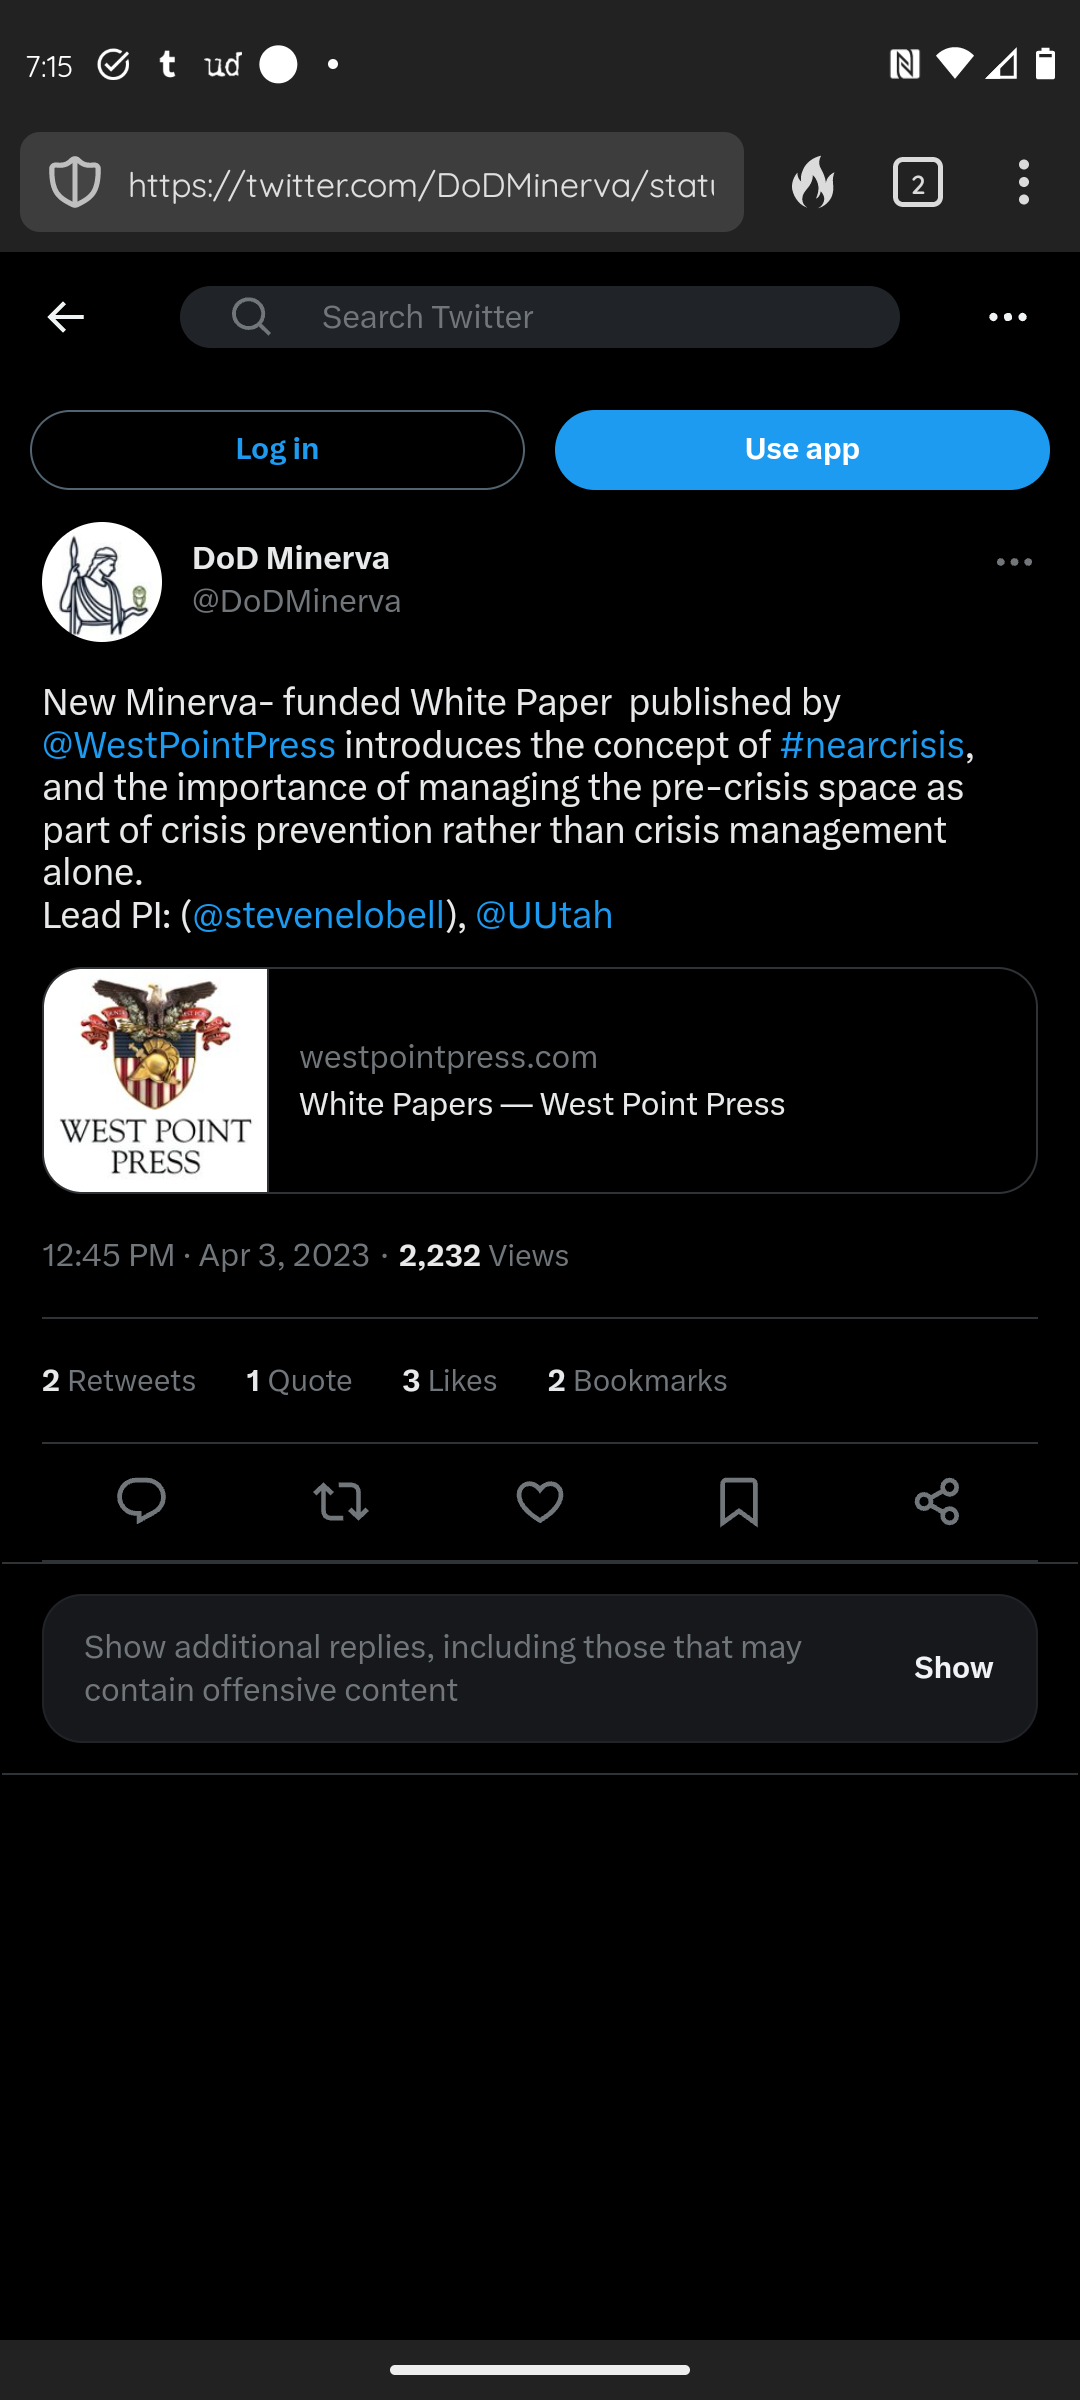 7:15 t ud
https://twitter.com/DoDMinerva/statu
2
Search Twitter
Log in
Use app
DoD Minerva
@DoDMinerva
New Minerva- funded White Paper  published by
@WestPointPress introduces the concept of #nearcrisis,
and the importance of managing the pre-crisis space as
part of crisis prevention rather than crisis management
alone.
Lead PI: (@stevenelobell), @UUtah
WEST POINT
PRESS
westpointpress.com
White Papers — West Point Press
12:45 PM · Apr 3, 2023 · 2,232 Views
2 Retweets 1 Quote 3 Likes 2 Bookmarks
Show additional replies, including those that may
contain offensive content
Show